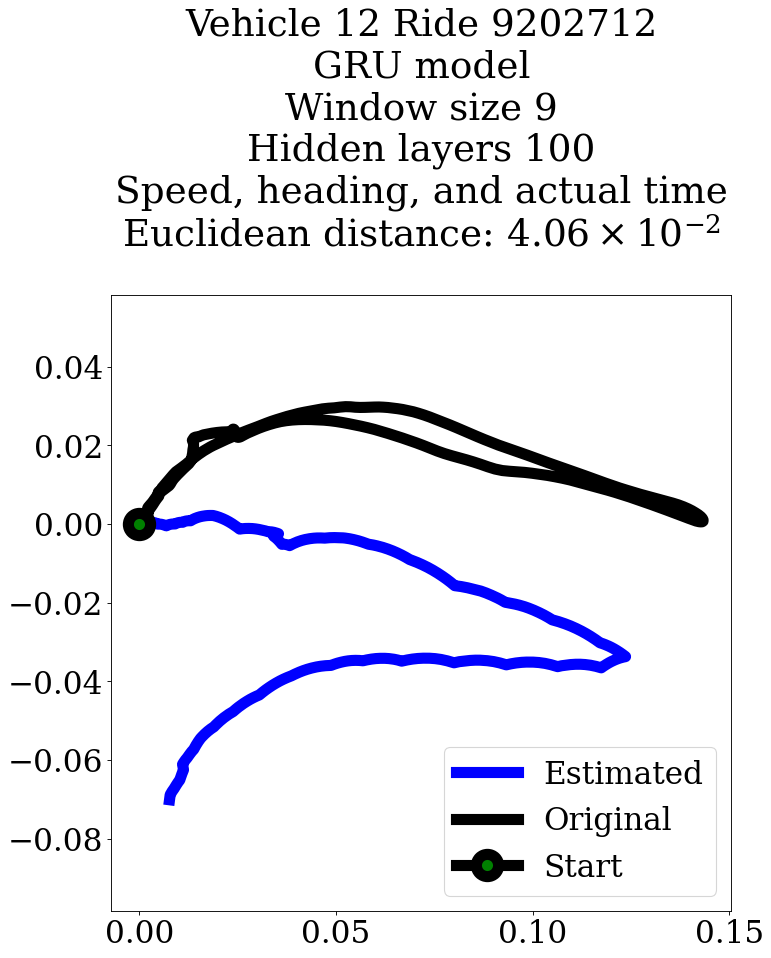 Vehicle 12 Ride 9202712
GRU model
Window size 9
Hidden layers 100
Speed, heading, and actual time
Euclidean distance: 4.06 × 10⁻²
0.04
0.02
0.00
−0.02
−0.04
−0.06
−0.08
Estimated
Original
Start
0.00 0.05 0.10 0.15